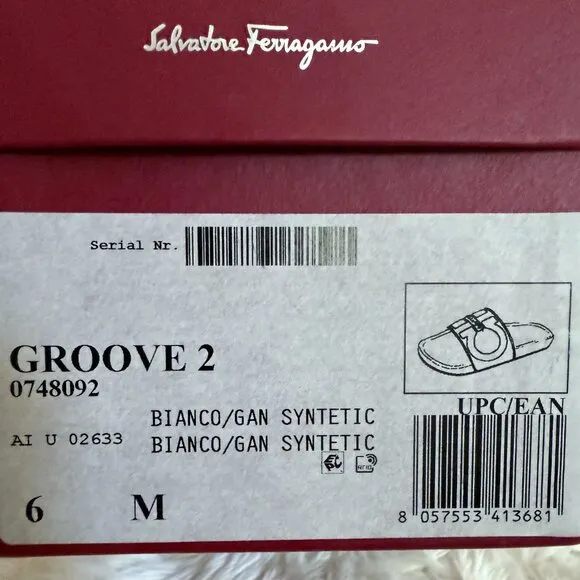 Salvatore Ferragamo
Serial Nr.
GROOVE 2
0748092
UPC/EAN
BIANCO/GAN SYNTETIC
AI U 02633
BIANCO/GAN SYNTETIC
6 M
8 057553 413681